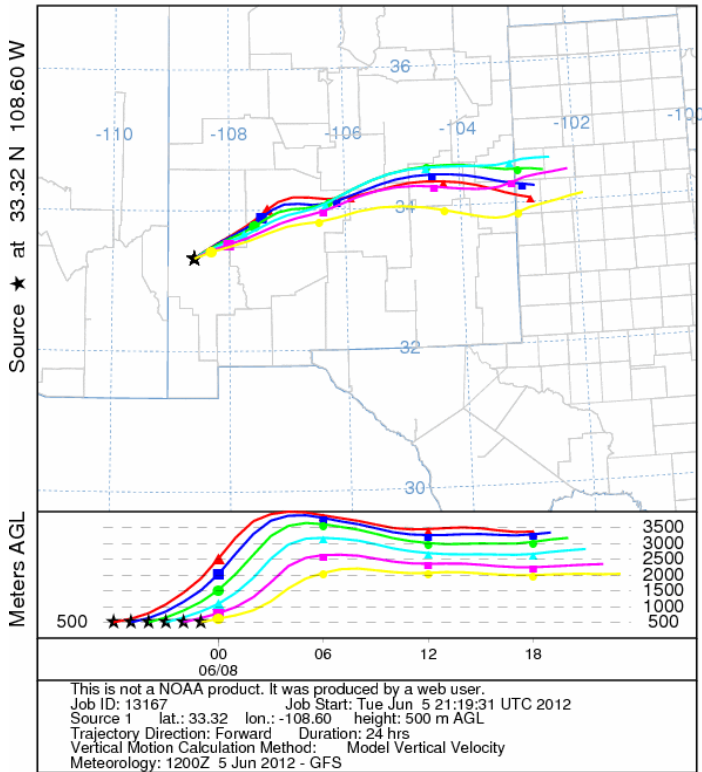 Source ★ at 33.32 N 108.60 W
36
-110
-108
-106
-104
-102
-100
34
32
30
Meters AGL
500
3500
3000
2500
2000
1500
1000
500
00
06
12
18
06/08
This is not a NOAA product. It was produced by a web user.
Job ID: 13167 Job Start: Tue Jun 5 21:19:31 UTC 2012
Source 1 lat.: 33.32 lon.: -108.60 height: 500 m AGL
Trajectory Direction: Forward Duration: 24 hrs
Vertical Motion Calculation Method: Model Vertical Velocity
Meteorology: 1200Z 5 Jun 2012 - GFS